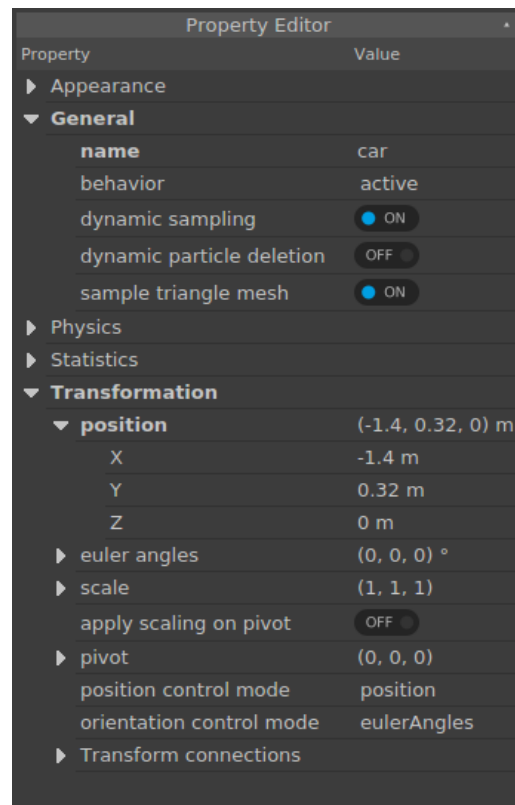 Property Editor
Property Value
Appearance
General
name car
behavior active
dynamic sampling ON
dynamic particle deletion OFF
sample triangle mesh ON
Physics
Statistics
Transformation
position (-1.4, 0.32, 0) m
X -1.4 m
Y 0.32 m
Z 0 m
euler angles (0, 0, 0) °
scale (1, 1, 1)
apply scaling on pivot OFF
pivot (0, 0, 0)
position control mode position
orientation control mode eulerAngles
Transform connections